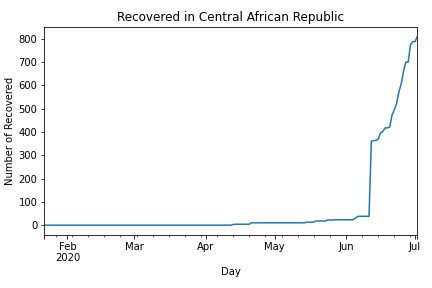 Recovered in Central African Republic
Number of Recovered
800
700
600
500
400
300
200
100
0
Feb Mar Apr May Jun Jul
2020
Day